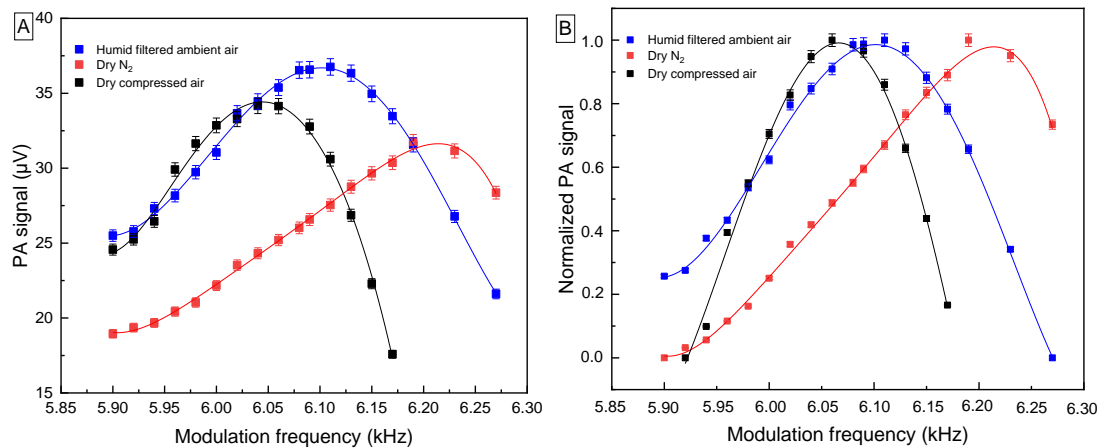 A
Humid filtered ambient air
Dry N₂
Dry compressed air
PA signal (µV)
40
35
30
25
20
15
5.85 5.90 5.95 6.00 6.05 6.10 6.15 6.20 6.25 6.30
Modulation frequency (kHz)
B
Humid filtered ambient air
Dry N₂
Dry compressed air
Normalized PA signal
1.0
0.8
0.6
0.4
0.2
0.0
5.85 5.90 5.95 6.00 6.05 6.10 6.15 6.20 6.25 6.30
Modulation frequency (kHz)